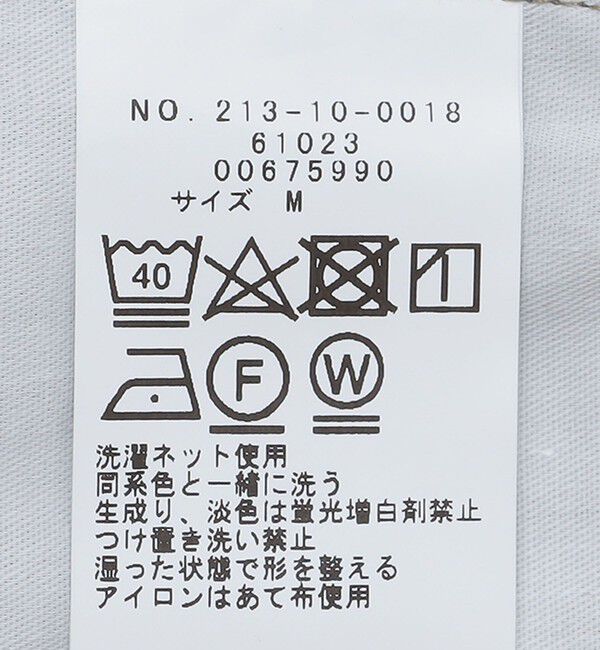 NO. 213-10-0018
61023
00675990
サイズ M
40
F W
洗濯ネット使用
同系色と一緒に洗う
生成り、淡色は蛍光増白剤禁止
つけ置き洗い禁止
湿った状態で形を整える
アイロンはあて布使用